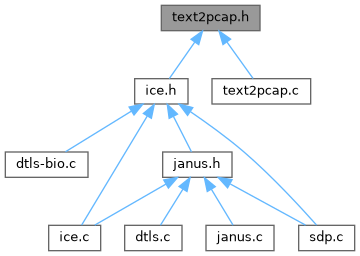 text2pcap.h
ice.h
text2pcap.c
dtls-bio.c
janus.h
ice.c
dtls.c
janus.c
sdp.c